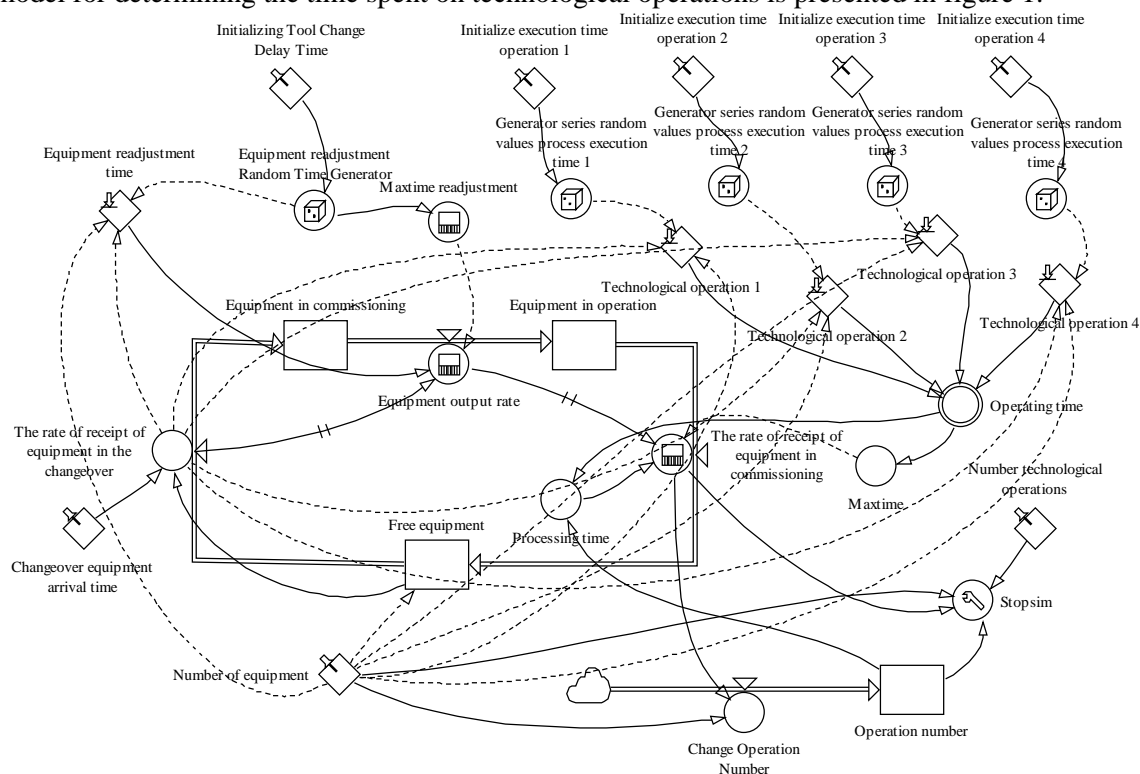 model for determining the time spent on technological operations is presented in figure 1.
Initializing Tool Change
Delay Time
Initialize execution time
operation 1
Initialize execution time
operation 2
Initialize execution time
operation 3
Initialize execution time
operation 4
Equipment readjustment
time
Equipment readjustment
Random Time Generator
Maxtime readjustment
Generator series random
values process execution
time 1
Generator series random
values process execution
time 2
Generator series random
values process execution
time 3
Generator series random
values process execution
time 4
Technological operation 1
Technological operation 3
Technological operation 2
Technological operation 4
Equipment in commissioning
Equipment in operation
Equipment output rate
Operating time
The rate of receipt of
equipment in the
changeover
The rate of receipt of
equipment in
commissioning
Maxtime
Number technological
operations
Changeover equipment
arrival time
Free equipment
Processing time
Stopsim
Number of equipment
Operation number
Change Operation
Number